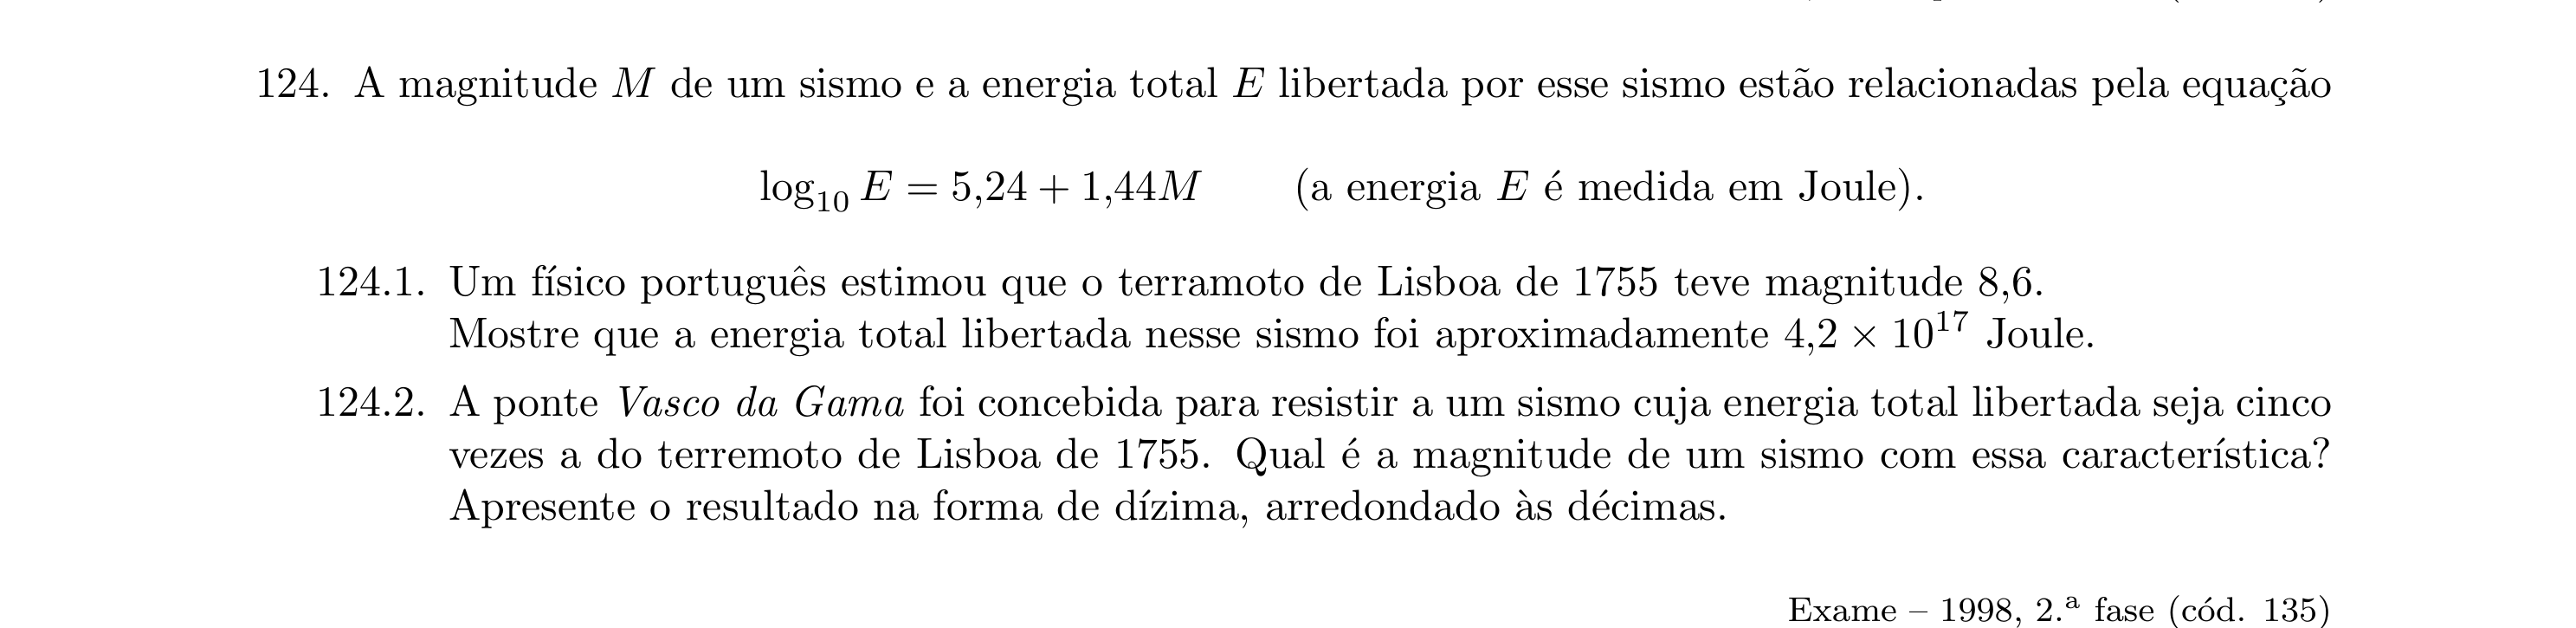 124. A magnitude M de um sismo e a energia total E libertada por esse sismo estão relacionadas pela equação
log₁₀ E = 5,24 + 1,44M (a energia E é medida em Joule).
124.1. Um físico português estimou que o terramoto de Lisboa de 1755 teve magnitude 8,6.
Mostre que a energia total libertada nesse sismo foi aproximadamente 4,2 × 10¹⁷ Joule.
124.2. A ponte Vasco da Gama foi concebida para resistir a um sismo cuja energia total libertada seja cinco
vezes a do terremoto de Lisboa de 1755. Qual é a magnitude de um sismo com essa característica?
Apresente o resultado na forma de dízima, arredondado às décimas.
Exame – 1998, 2.ª fase (cód. 135)